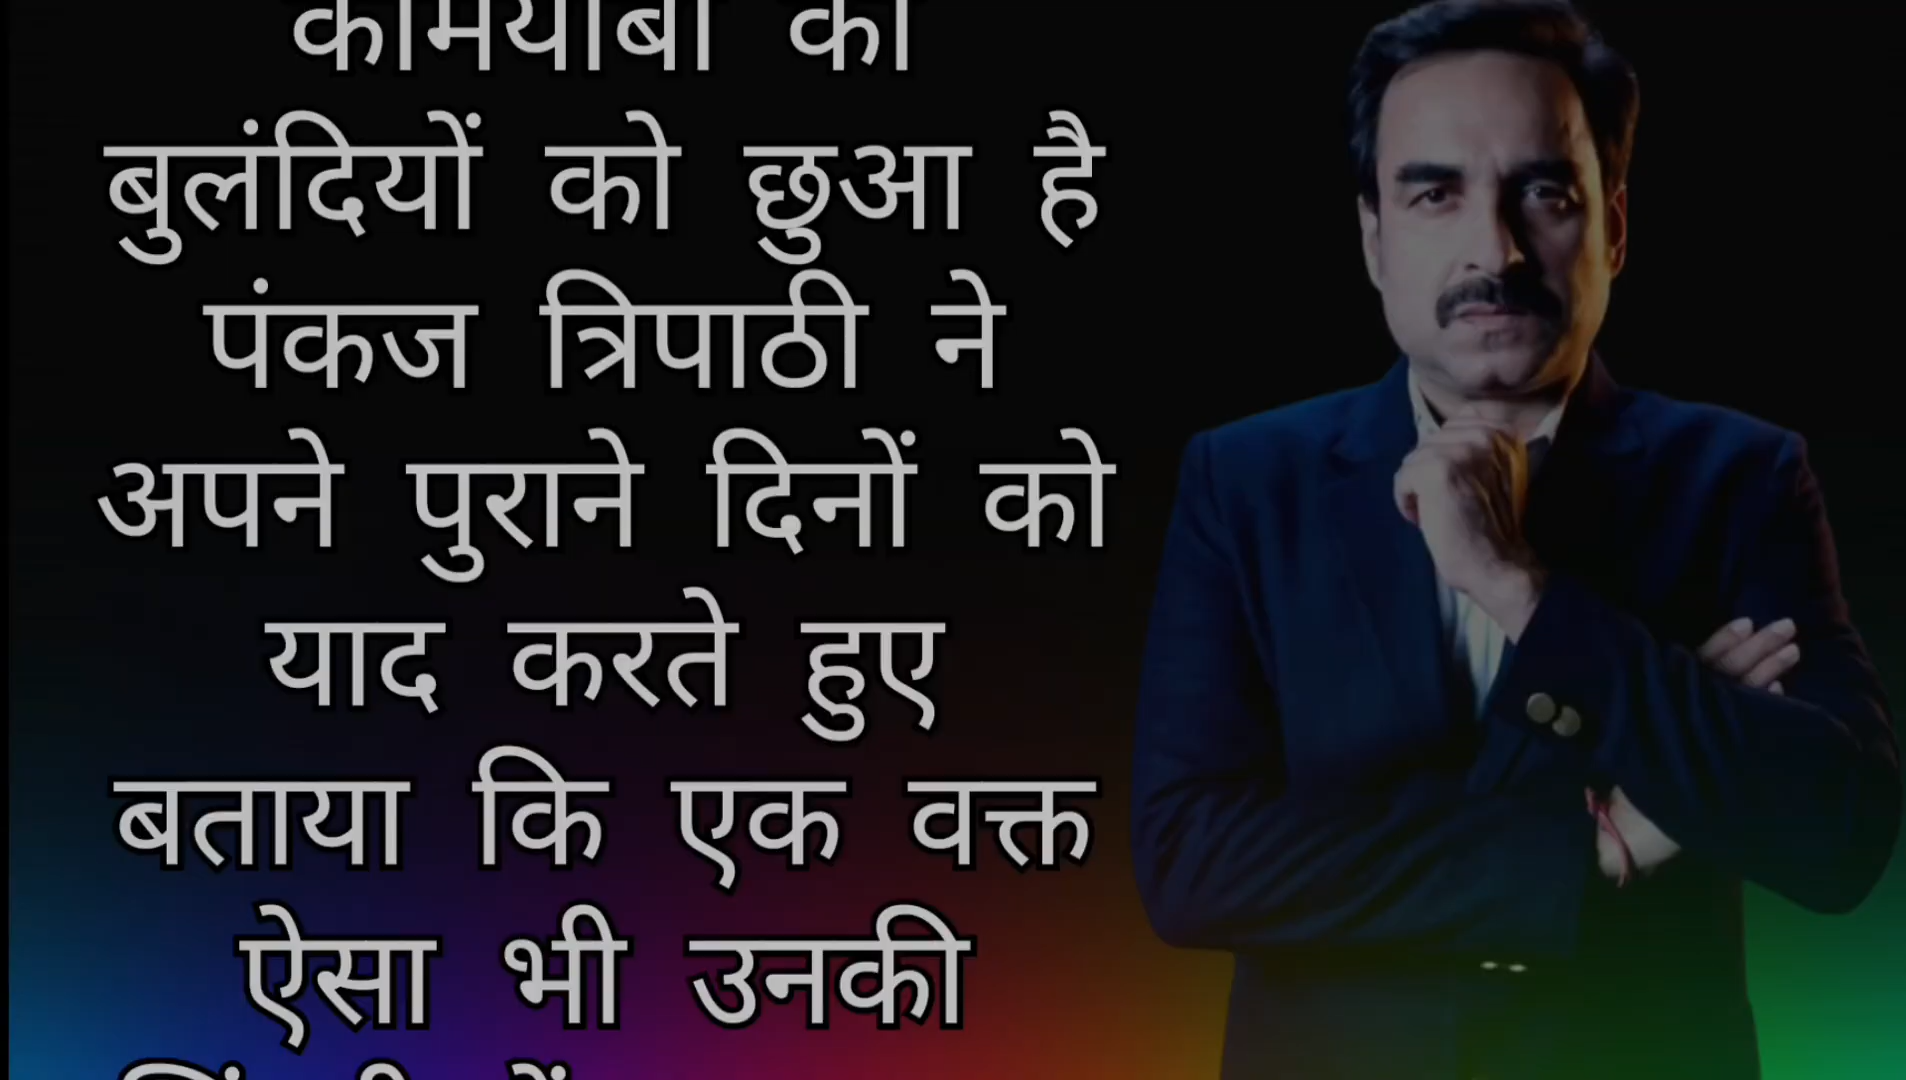 कामयाबी की
बुलंदियों को छुआ है
पंकज त्रिपाठी ने
अपने पुराने दिनों को
याद करते हुए
बताया कि एक वक्त
ऐसा भी उनकी